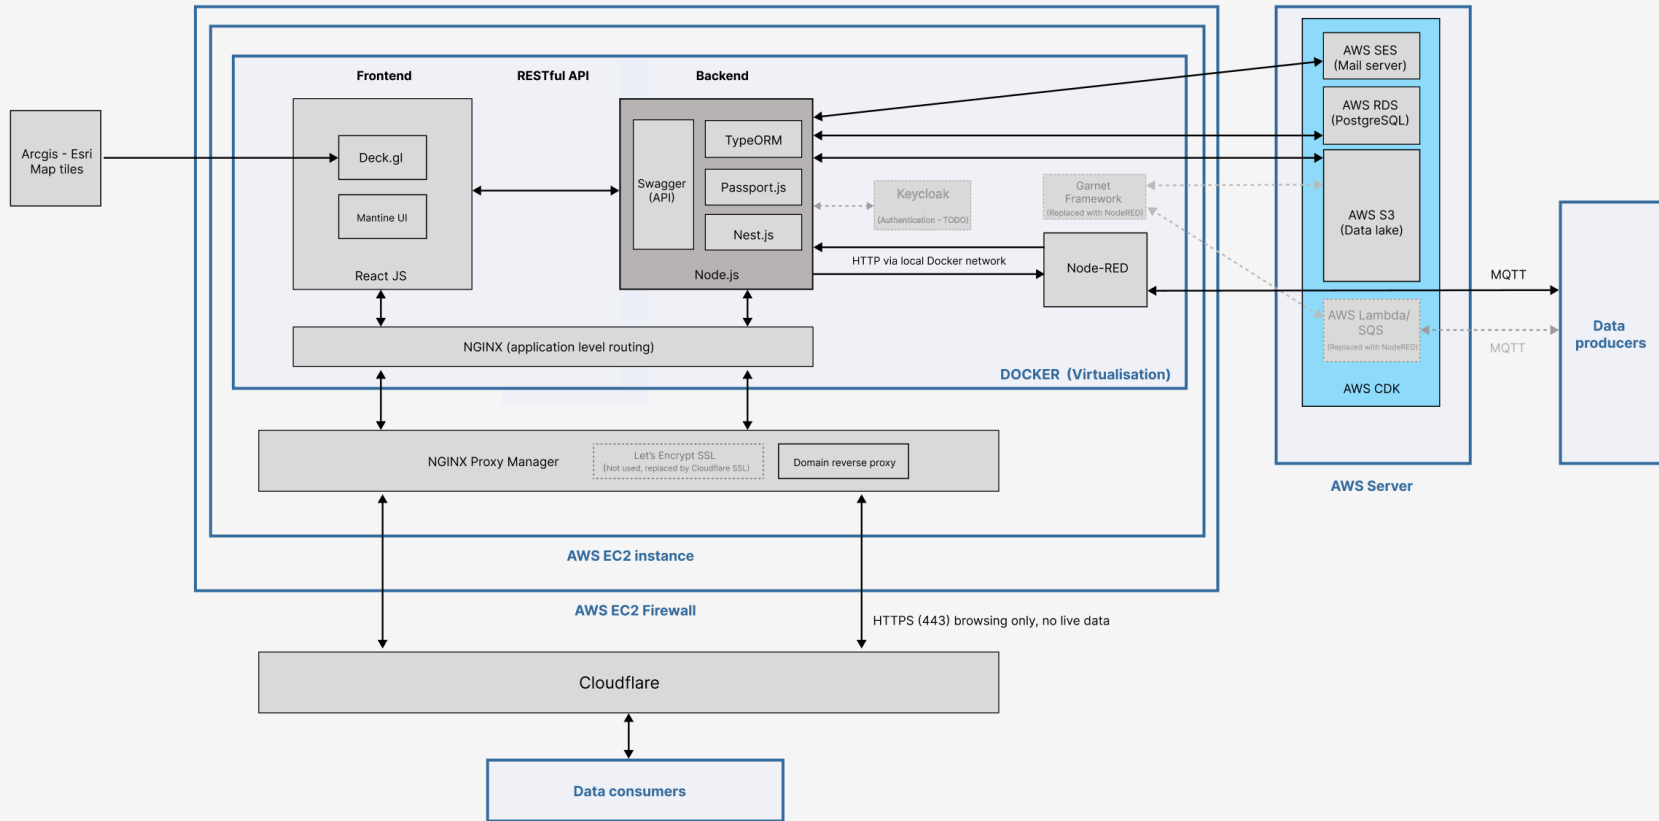 Frontend
RESTful API
Backend
AWS SES
(Mail server)
AWS RDS
(PostgreSQL)
Arcgis - Esri
Map tiles
Deck.gl
Mantine UI
React JS
Swagger
(API)
TypeORM
Passport.js
Nest.js
Node.js
Keycloak
(Authentication - TODO)
Garnet
Framework
(Replaced with NodeRED)
AWS S3
(Data lake)
HTTP via local Docker network
Node-RED
MQTT
AWS Lambda/
SQS
(Replaced with NodeRED)
MQTT
Data
producers
NGINX (application level routing)
DOCKER (Virtualisation)
AWS CDK
NGINX Proxy Manager
Let's Encrypt SSL
(Not used, replaced by Cloudflare SSL)
Domain reverse proxy
AWS Server
AWS EC2 instance
AWS EC2 Firewall
HTTPS (443) browsing only, no live data
Cloudflare
Data consumers